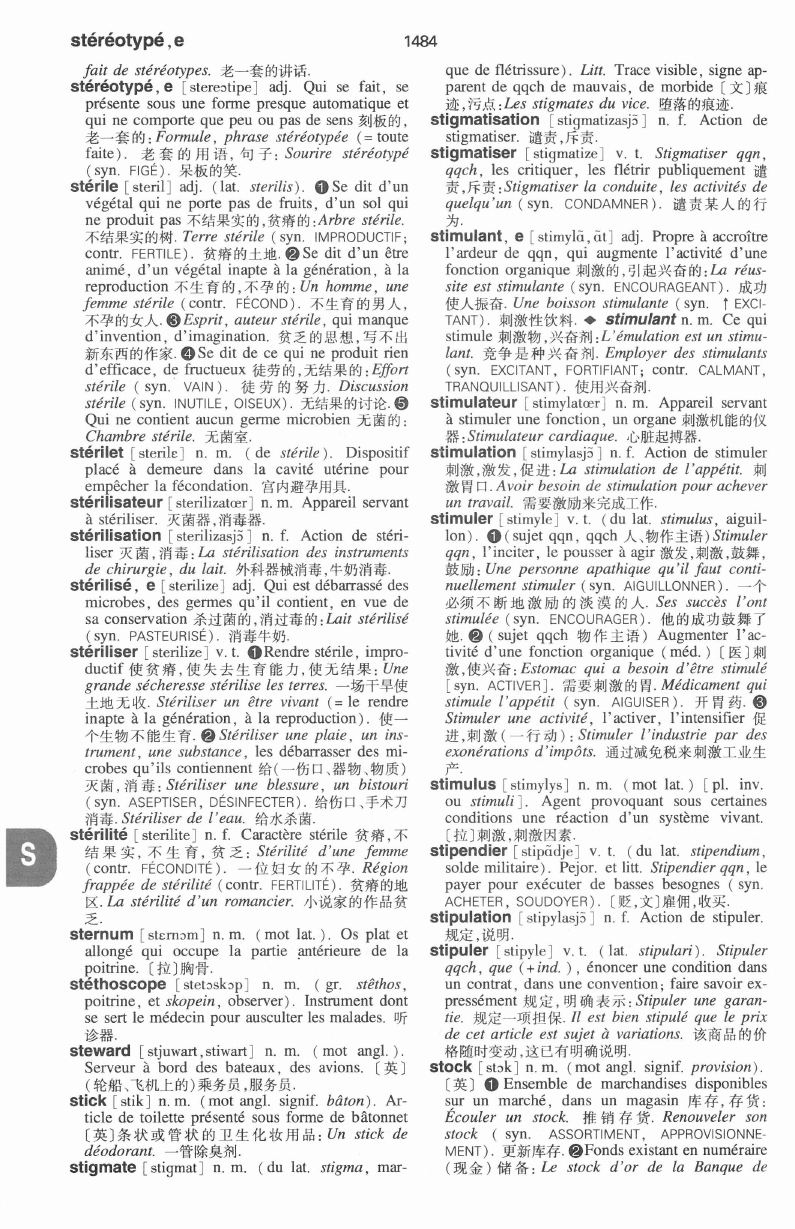 stéréotypé,e
1484
fait de stéréotypes. 老一套的讲话.
stéréotypé, e [stereɔtipe] adj. Qui se fait, se
présente sous une forme presque automatique et
qui ne comporte que peu ou pas de sens 刻板的,
老一套的: Formule, phrase stéréotypée (= toute
faite). 老套的用语, 句子: Sourire stéréotypé
(syn. FIGÉ). 呆板的笑.
stérile [steril] adj. (lat. sterilis). ❶Se dit d'un
végétal qui ne porte pas de fruits, d'un sol qui
ne produit pas 不结果实的,贫瘠的:Arbre stérile.
不结果实的树. Terre stérile (syn. IMPRODUCTIF;
contr. FERTILE). 贫瘠的土地.❷Se dit d'un être
animé, d'un végétal inapte à la génération, à la
reproduction 不生育的,不孕的: Un homme, une
femme stérile (contr. FÉCOND). 不生育的男人,
不孕的女人.❸Esprit, auteur stérile, qui manque
d'invention, d'imagination. 贫乏的思想,写不出
新东西的作家.❹Se dit de ce qui ne produit rien
d'efficace, de fructueux 徒劳的,无结果的:Effort
stérile (syn. VAIN). 徒劳的努力. Discussion
stérile (syn. INUTILE, OISEUX). 无结果的讨论.❺
Qui ne contient aucun germe microbien 无菌的:
Chambre stérile. 无菌室.
stérilet [sterilɛ] n. m. (de stérile). Dispositif
placé à demeure dans la cavité utérine pour
empêcher la fécondation. 宫内避孕用具.
stérilisateur [sterilizatœr] n. m. Appareil servant
à stériliser. 灭菌器,消毒器.
stérilisation [sterilizasjɔ̃] n. f. Action de stéri-
liser 灭菌,消毒: La stérilisation des instruments
de chirurgie, du lait. 外科器械消毒,牛奶消毒.
stérilisé, e [sterilize] adj. Qui est débarrassé des
microbes, des germes qu'il contient, en vue de
sa conservation 杀过菌的,消过毒的:Lait stérilisé
(syn. PASTEURISÉ). 消毒牛奶.
stériliser [sterilize] v. t. ❶Rendre stérile, impro-
ductif 使贫瘠,使失去生育能力,使无结果: Une
grande sécheresse stérilise les terres. 一场干旱使
土地无收. Stériliser un être vivant (= le rendre
inapte à la génération, à la reproduction). 使一
个生物不能生育. ❷Stériliser une plaie, un ins-
trument, une substance, les débarrasser des mi-
crobes qu'ils contiennent 给(一伤口、器物、物质)
灭菌,消毒: Stériliser une blessure, un bistouri
(syn. ASEPTISER, DÉSINFECTER). 给伤口、手术刀
消毒. Stériliser de l'eau. 给水杀菌.
stérilité [sterilite] n. f. Caractère stérile 贫瘠,不
结果实,不生育,贫乏: Stérilité d'une femme
(contr. FÉCONDITÉ). 一位妇女的不孕. Région
frappée de stérilité (contr. FERTILITÉ). 贫瘠的地
区. La stérilité d'un romancier. 小说家的作品贫
乏.
sternum [stɛrnɔm] n. m. (mot lat.). Os plat et
allongé qui occupe la partie antérieure de la
poitrine. 〔拉〕胸骨.
stéthoscope [stetɔskɔp] n. m. (gr. stêthos,
poitrine, et skopein, observer). Instrument dont
se sert le médecin pour ausculter les malades. 听
诊器.
steward [stjuwart, stiwart] n. m. (mot angl.).
Serveur à bord des bateaux, des avions. 〔英〕
(轮船、飞机上的)乘务员,服务员.
stick [stik] n. m. (mot angl. signif. bâton). Ar-
ticle de toilette présenté sous forme de bâtonnet
〔英〕条状或管状的卫生化妆用品: Un stick de
déodorant. 一管除臭剂.
stigmate [stigmat] n. m. (du lat. stigma, mar-
que de flétrissure). Litt. Trace visible, signe ap-
parent de qqch de mauvais, de morbide 〔文〕痕
迹,污点:Les stigmates du vice. 堕落的痕迹.
stigmatisation [stigmatizasjɔ̃] n. f. Action de
stigmatiser. 谴责,斥责.
stigmatiser [stigmatize] v. t. Stigmatiser qqn,
qqch, les critiquer, les flétrir publiquement 谴
责,斥责:Stigmatiser la conduite, les activités de
quelqu'un (syn. CONDAMNER). 谴责某人的行
为.
stimulant, e [stimylɑ̃, ɑ̃t] adj. Propre à accroître
l'ardeur de qqn, qui augmente l'activité d'une
fonction organique 刺激的,引起兴奋的:La réus-
site est stimulante (syn. ENCOURAGEANT). 成功
使人振奋. Une boisson stimulante (syn. ↑ EXCI-
TANT). 刺激性饮料. ◆ stimulant n. m. Ce qui
stimule 刺激物,兴奋剂:L'émulation est un stimu-
lant. 竞争是种兴奋剂. Employer des stimulants
(syn. EXCITANT, FORTIFIANT; contr. CALMANT,
TRANQUILLISANT). 使用兴奋剂.
stimulateur [stimylatœr] n. m. Appareil servant
à stimuler une fonction, un organe 刺激机能的仪
器:Stimulateur cardiaque. 心脏起搏器.
stimulation [stimylasjɔ̃] n. f. Action de stimuler
刺激,激发,促进: La stimulation de l'appétit. 刺
激胃口. Avoir besoin de stimulation pour achever
un travail. 需要激励来完成工作.
stimuler [stimyle] v. t. (du lat. stimulus, aiguil-
lon). ❶(sujet qqn, qqch 人、物作主语) Stimuler
qqn, l'inciter, le pousser à agir 激发,刺激,鼓舞,
鼓励: Une personne apathique qu'il faut conti-
nuellement stimuler (syn. AIGUILLONNER). 一个
必须不断地激励的淡漠的人. Ses succès l'ont
stimulée (syn. ENCOURAGER). 他的成功鼓舞了
她. ❷(sujet qqch 物作主语) Augmenter l'ac-
tivité d'une fonction organique (méd.) 〔医〕刺
激,使兴奋: Estomac qui a besoin d'être stimulé
[syn. ACTIVER]. 需要刺激的胃. Médicament qui
stimule l'appétit (syn. AIGUISER). 开胃药. ❸
Stimuler une activité, l'activer, l'intensifier 促
进,刺激(一行动): Stimuler l'industrie par des
exonérations d'impôts. 通过减免税来刺激工业生
产.
stimulus [stimylys] n. m. (mot lat.) [pl. inv.
ou stimuli]. Agent provoquant sous certaines
conditions une réaction d'un système vivant.
〔拉〕刺激,刺激因素.
stipendier [stipɑ̃dje] v. t. (du lat. stipendium,
solde militaire). Pejor. et litt. Stipendier qqn, le
payer pour exécuter de basses besognes (syn.
ACHETER, SOUDOYER). 〔贬,文〕雇佣,收买.
stipulation [stipylasjɔ̃] n. f. Action de stipuler.
规定,说明.
stipuler [stipyle] v. t. (lat. stipulari). Stipuler
qqch, que (+ind.), énoncer une condition dans
un contrat, dans une convention; faire savoir ex-
pressément 规定,明确表示:Stipuler une garan-
tie. 规定一项担保. Il est bien stipulé que le prix
de cet article est sujet à variations. 该商品的价
格随时变动,这已有明确说明.
stock [stɔk] n. m. (mot angl. signif. provision).
〔英〕❶Ensemble de marchandises disponibles
sur un marché, dans un magasin 库存,存货:
Écouler un stock. 推销存货. Renouveler son
stock (syn. ASSORTIMENT, APPROVISIONNE-
MENT). 更新库存. ❷Fonds existant en numéraire
(现金)储备: Le stock d'or de la Banque de
S